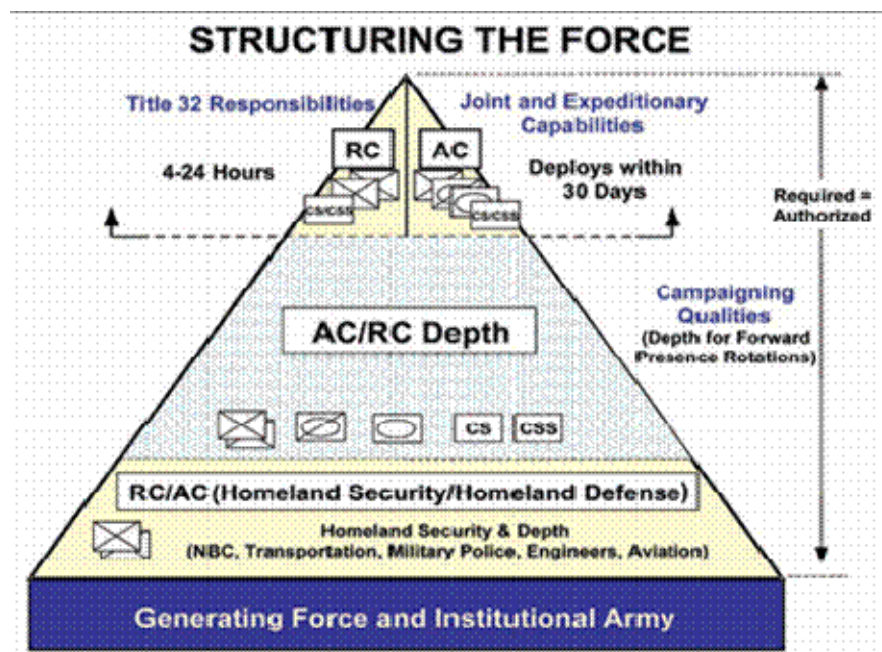 STRUCTURING THE FORCE
Title 32 Responsibilities
Joint and Expeditionary
Capabilities
RC
AC
4-24 Hours
Deploys within
30 Days
CS/CSS
CS/CSS
Required =
Authorized
Campaigning
Qualities
(Depth for Forward
Presence Rotations)
AC/RC Depth
CS
CSS
RC/AC (Homeland Security/Homeland Defense)
Homeland Security & Depth
(NBC, Transportation, Military Police, Engineers, Aviation)
Generating Force and Institutional Army